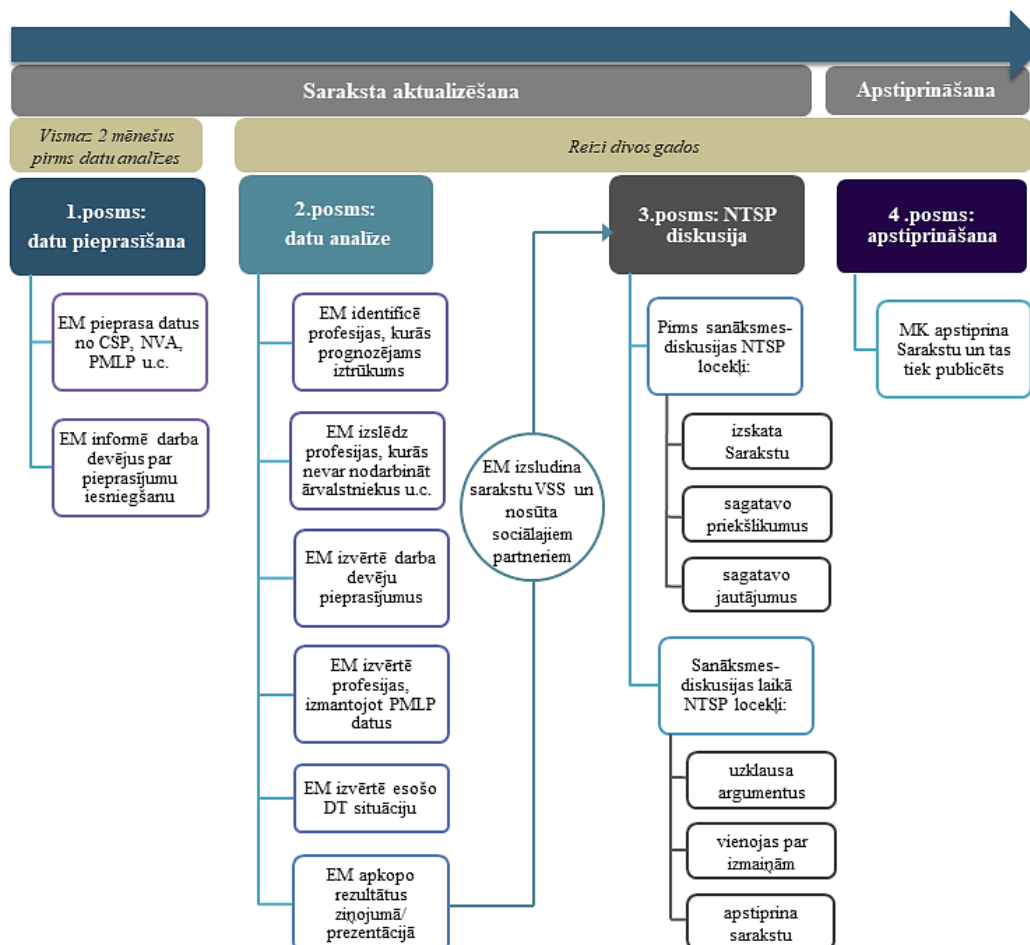 Saraksta aktualizēšana
Apstiprināšana
Vismaz 2 mēnešus
pirms datu analīzes
Reizi divos gados
1.posms:
datu pieprasīšana
EM pieprasa datus
no CSP, NVA,
PMLP u.c.
EM informē darba
devējus par
pieprasījumu
iesniegšanu
2.posms:
datu analīze
EM identificē
profesijas, kurās
prognozējams
iztrūkums
EM izslēdz
profesijas, kurās
nevar nodarbināt
ārvalstniekus u.c.
EM izvērtē darba
devēju
pieprasījumus
EM izvērtē
profesijas,
izmantojot PMLP
datus
EM izvērtē esošo
DT situāciju
EM apkopo
rezultātus
ziņojumā/
prezentācijā
EM izsludina
sarakstu VSS un
nosūta
sociālajiem
partneriem
3.posms: NTSP
diskusija
Pirms sanāksmes-
diskusijas NTSP
locekļi:
izskata
Sarakstu
sagatavo
priekšlikumus
sagatavo
jautājumus
Sanāksmes-
diskusijas laikā
NTSP locekļi:
uzklausa
argumentus
vienojas par
izmaiņām
apstiprina
sarakstu
4 .posms:
apstiprināšana
MK apstiprina
Sarakstu un tas
tiek publicēts